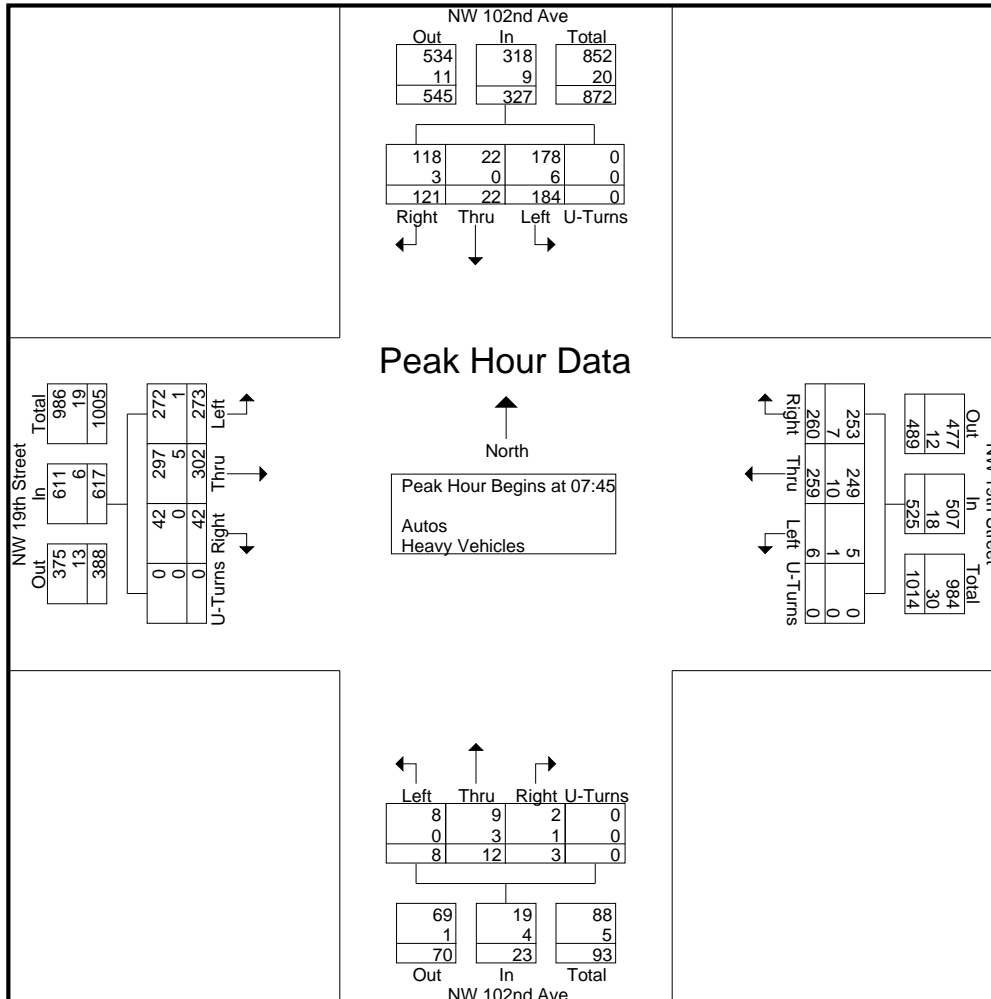 NW 102nd Ave
Out In Total
534 318 852
11 9 20
545 327 872
118 22 178 0
3 0 6 0
121 22 184 0
Right Thru Left U-Turns
Peak Hour Data
North
Peak Hour Begins at 07:45
Autos
Heavy Vehicles
NW 19th Street
Out In Total
375 611 986
13 6 19
388 617 1005
U-Turns Right Thru Left
0 42 297 272
0 0 5 1
0 42 302 273
Right Thru Left U-Turns
253 249 5 0
7 10 1 0
260 259 6 0
Out In Total
477 507 984
12 18 30
489 525 1014
NW 19th Street
Left Thru Right U-Turns
8 9 2 0
0 3 1 0
8 12 3 0
69 19 88
1 4 5
70 23 93
Out In Total
NW 102nd Ave